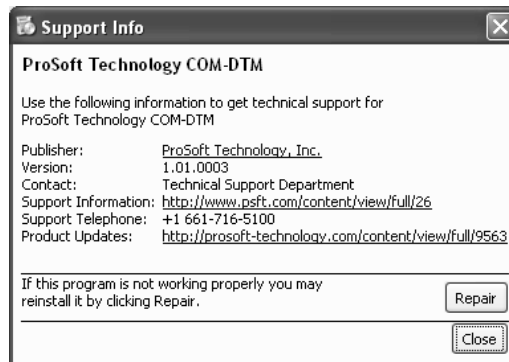 Support Info
ProSoft Technology COM-DTM
Use the following information to get technical support for
ProSoft Technology COM-DTM
Publisher: ProSoft Technology, Inc.
Version: 1.01.0003
Contact: Technical Support Department
Support Information: http://www.psft.com/content/view/full/26
Support Telephone: +1 661-716-5100
Product Updates: http://prosoft-technology.com/content/view/full/9563
If this program is not working properly you may
reinstall it by clicking Repair.
Repair
Close